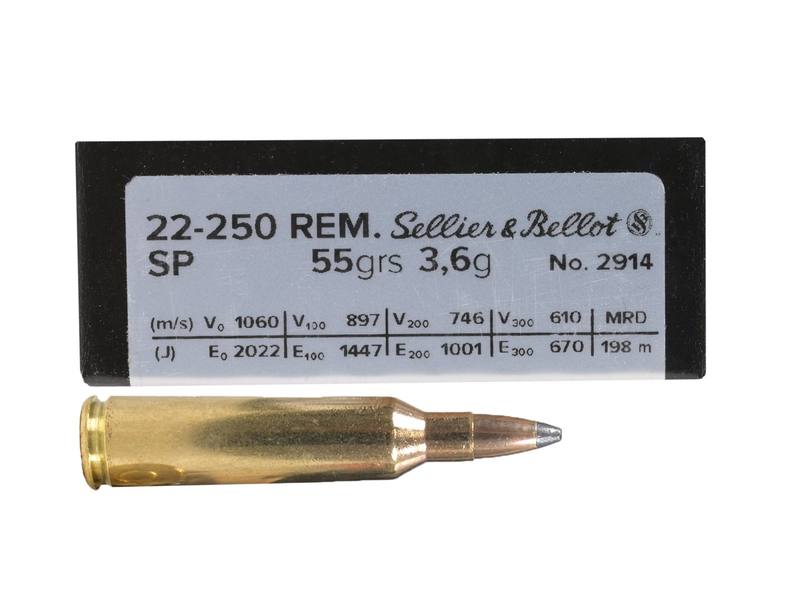 22-250 REM. Sellier & Bellot
SP 55grs 3,6g No. 2914
(m/s) V₀ 1060 V₁₀₀ 897 V₂₀₀ 746 V₃₀₀ 610 MRD
(J) E₀ 2022 E₁₀₀ 1447 E₂₀₀ 1001 E₃₀₀ 670 198 m